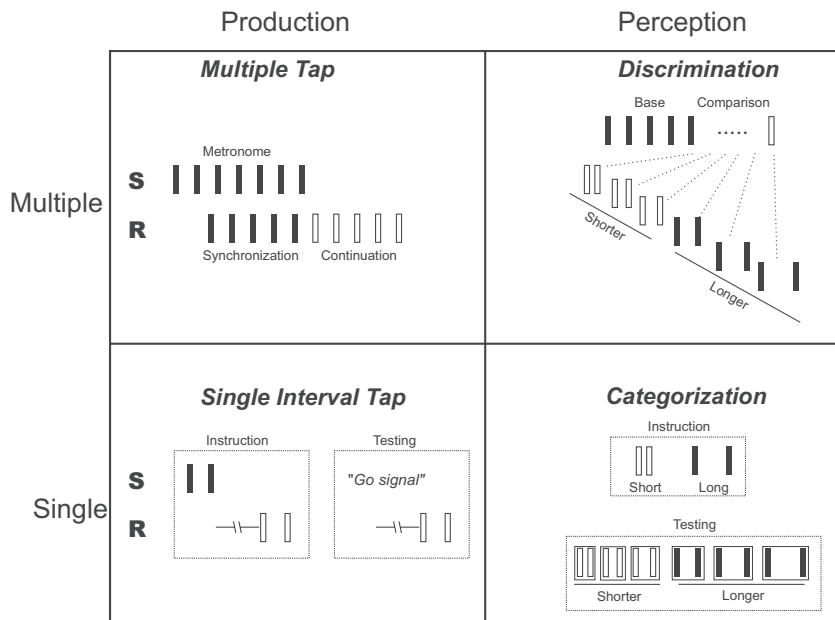 Production
Perception
Multiple
Multiple Tap
Metronome
S
R
Synchronization Continuation
Discrimination
Base Comparison
.....
Shorter
Longer
Single
Single Interval Tap
Instruction Testing
S "Go signal"
R
Categorization
Instruction
Short Long
Testing
Shorter Longer